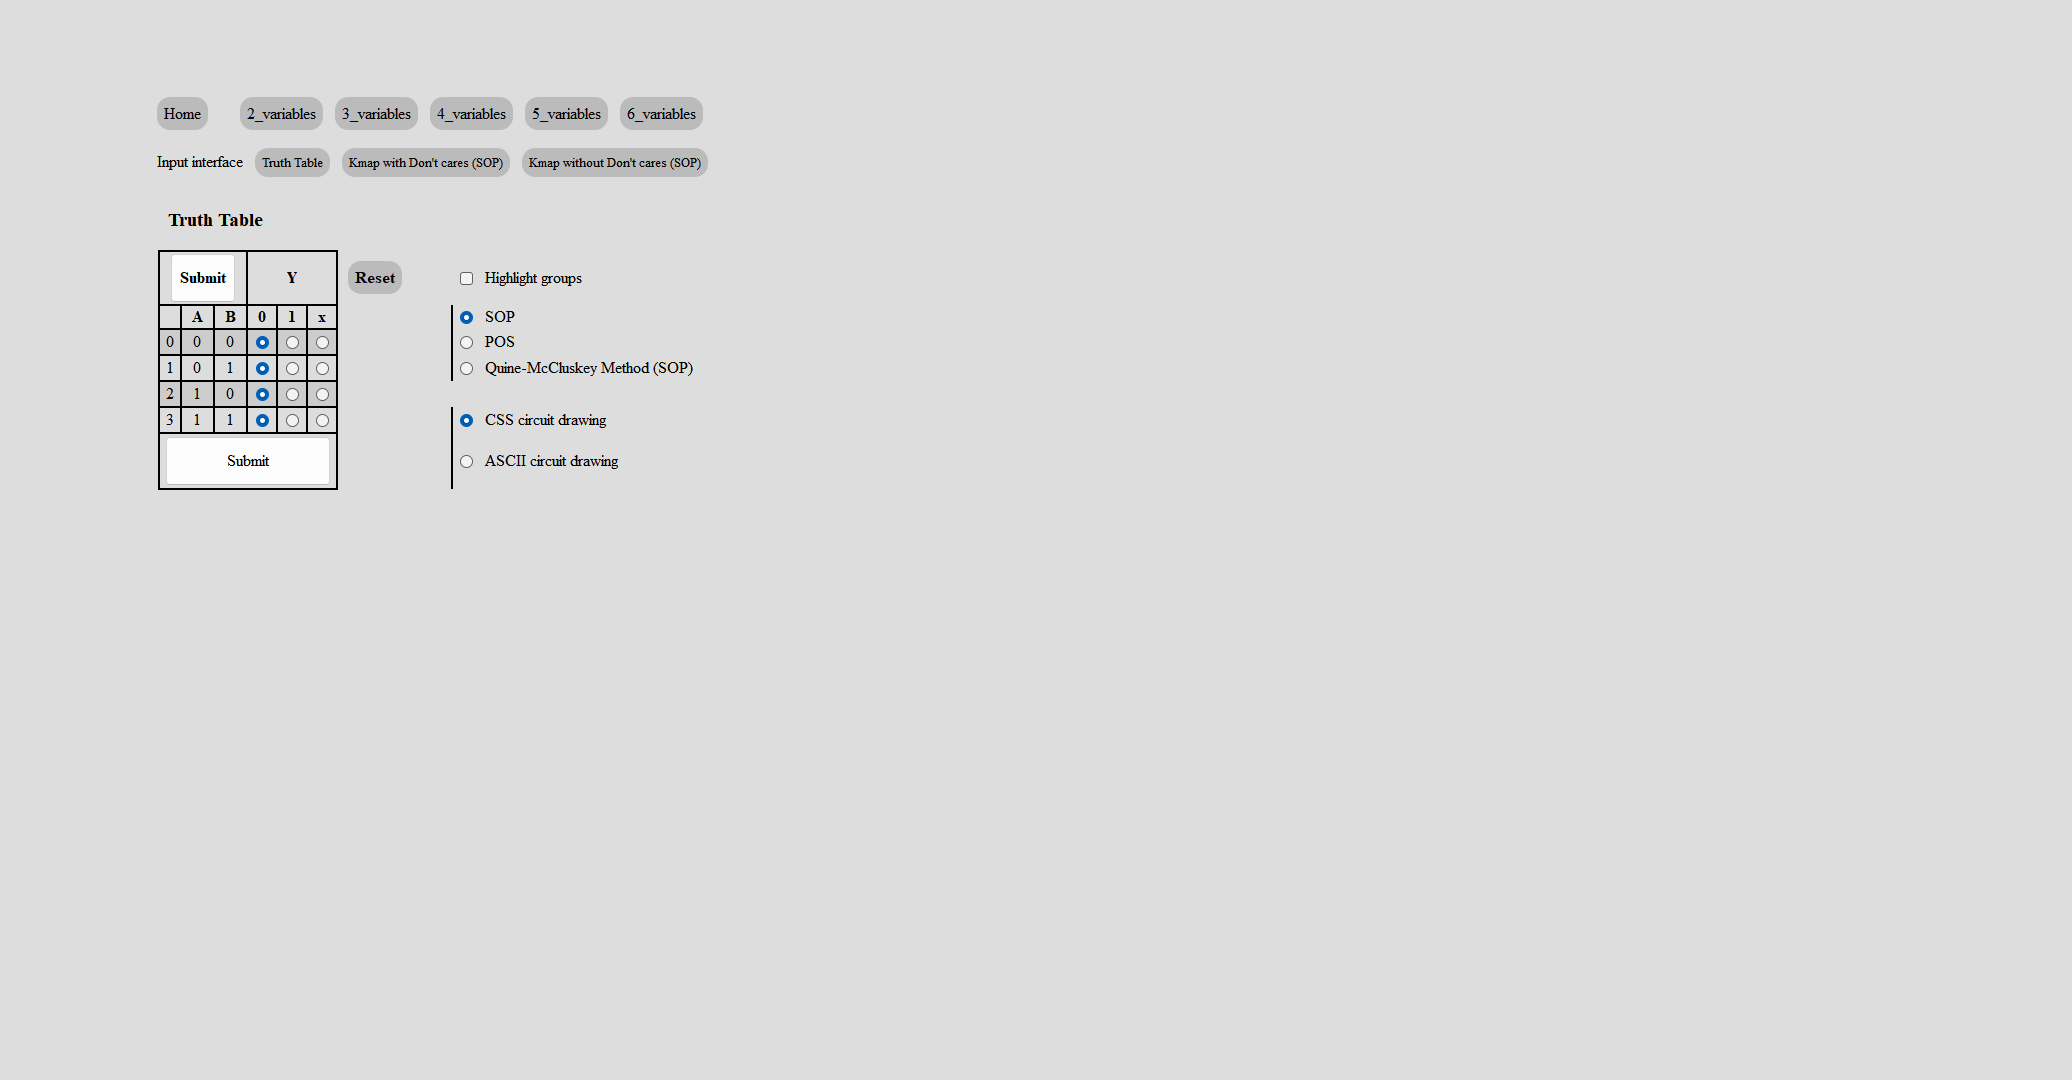 Home 2_variables 3_variables 4_variables 5_variables 6_variables
Input interface Truth Table Kmap with Don't cares (SOP) Kmap without Don't cares (SOP)
Truth Table
Submit Y Reset Highlight groups
A B 0 1 x SOP
0 0 0 POS
1 0 1 Quine-McCluskey Method (SOP)
2 1 0
3 1 1 CSS circuit drawing
Submit ASCII circuit drawing